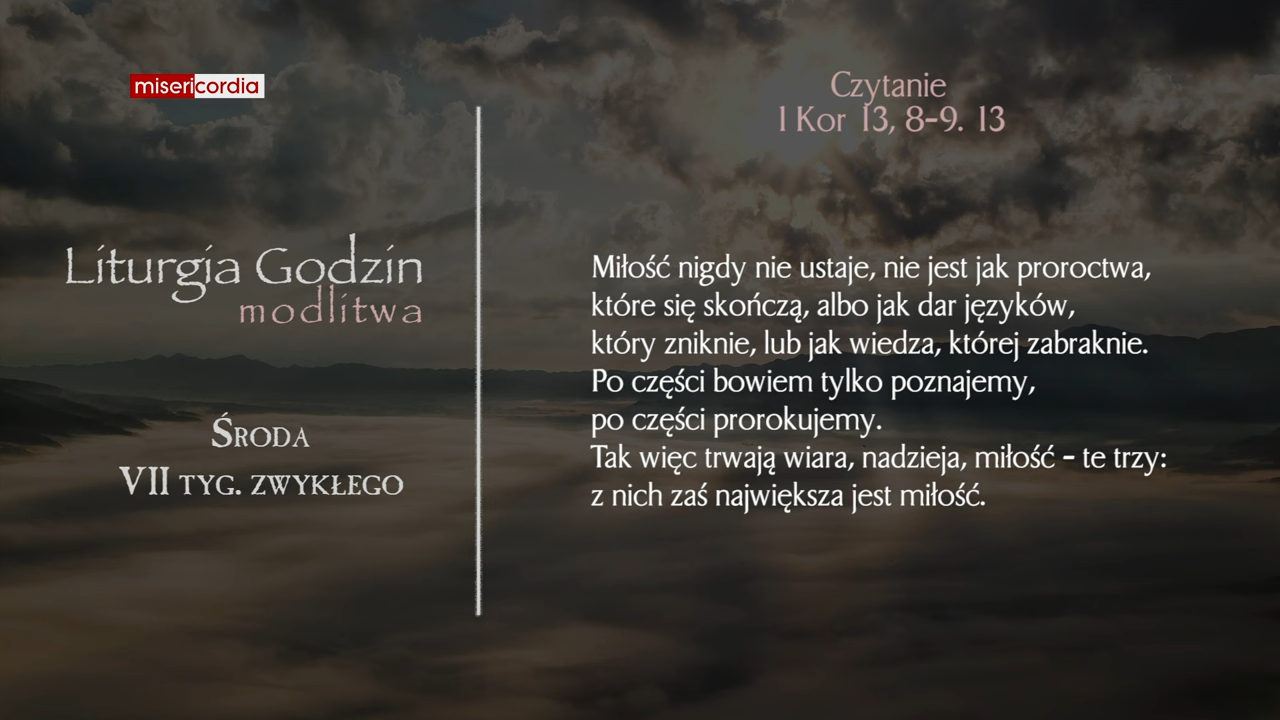 misericordia
Liturgia Godzin
modlitwa
Środa
VII tyg. zwykłego
Czytanie
1 Kor 13, 8-9. 13
Miłość nigdy nie ustaje, nie jest jak proroctwa,
które się skończą, albo jak dar języków,
który zniknie, lub jak wiedza, której zabraknie.
Po części bowiem tylko poznajemy,
po części prorokujemy.
Tak więc trwają wiara, nadzieja, miłość - te trzy:
z nich zaś największa jest miłość.